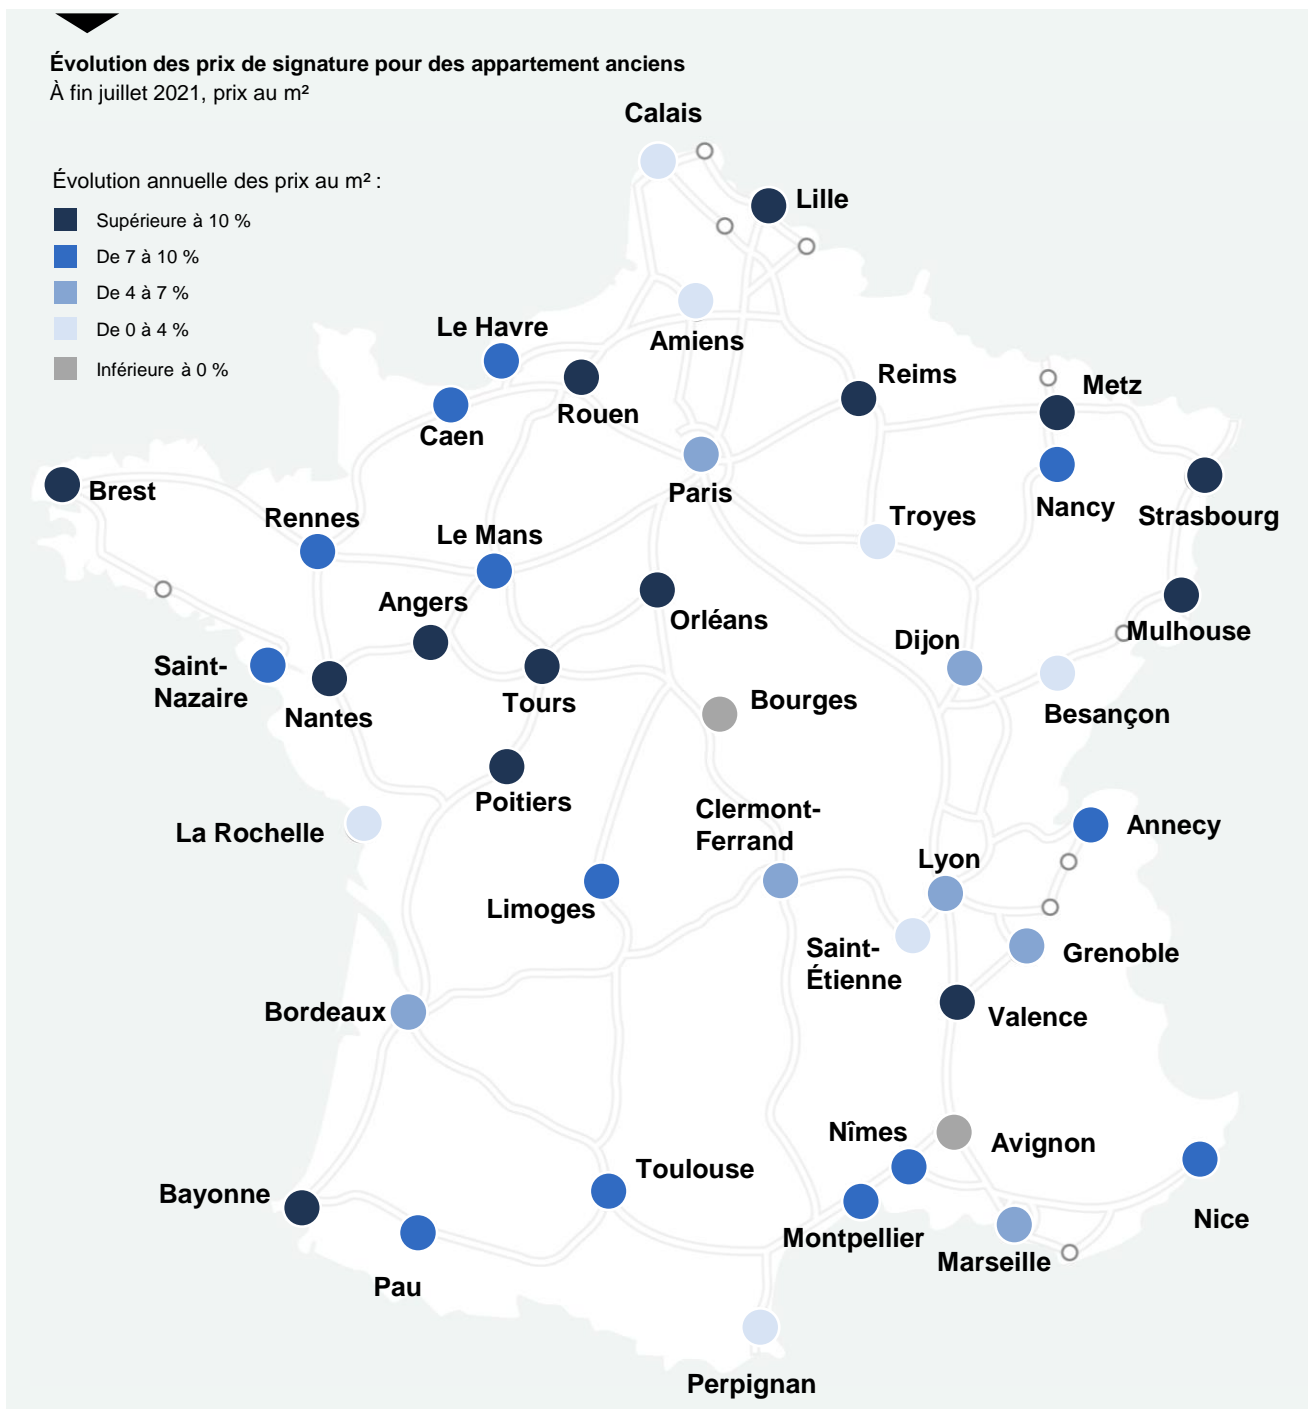 Évolution des prix de signature pour des appartement anciens
À fin juillet 2021, prix au m²
Évolution annuelle des prix au m² :
Supérieure à 10 %
De 7 à 10 %
De 4 à 7 %
De 0 à 4 %
Inférieure à 0 %
Calais
Lille
Le Havre
Amiens
Rouen
Caen
Reims
Metz
Brest
Rennes
Le Mans
Paris
Troyes
Nancy
Strasbourg
Angers
Orléans
Mulhouse
Dijon
Saint-
Nazaire
Nantes
Tours
Bourges
Besançon
Poitiers
La Rochelle
Clermont-
Ferrand
Annecy
Lyon
Limoges
Saint-
Étienne
Grenoble
Bordeaux
Valence
Nîmes
Avignon
Toulouse
Bayonne
Nice
Montpellier
Marseille
Pau
Perpignan